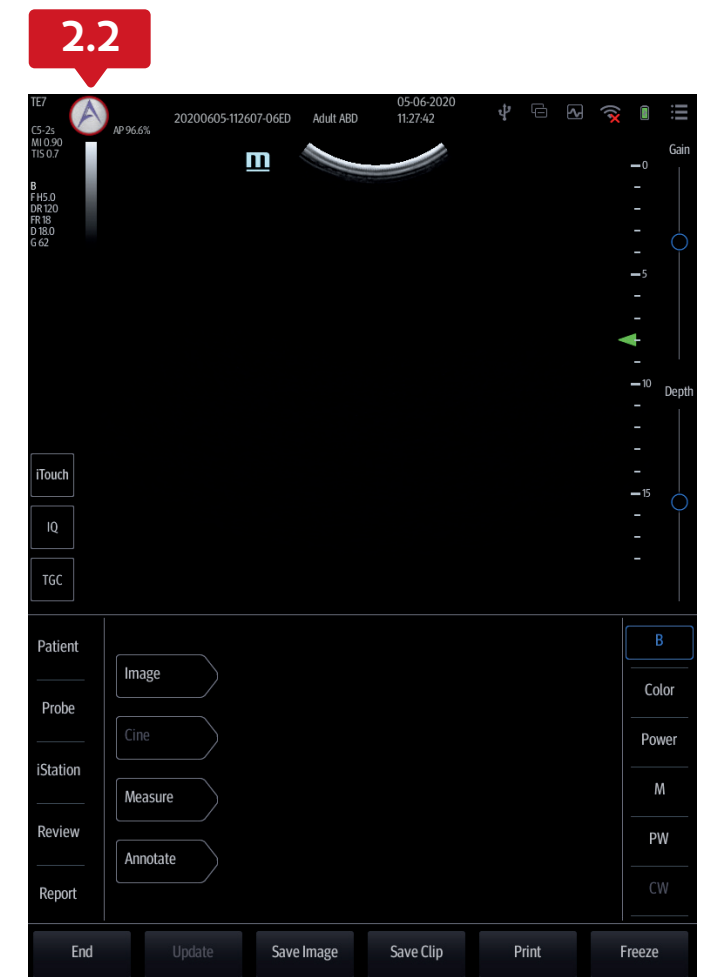 2.2
TE7
C5-2s
MI 0.90
TIS 0.7
AP 96.6%
20200605-112607-06ED
Adult ABD
05-06-2020
11:27:42
m
B
F H5.0
DR 120
FR 18
D 18.0
G 62
Gain
0
5
10
15
Depth
iTouch
IQ
TGC
Patient
Probe
iStation
Review
Report
Image
Cine
Measure
Annotate
B
Color
Power
M
PW
CW
End
Update
Save Image
Save Clip
Print
Freeze